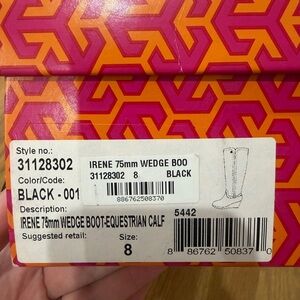 Style no.:
31128302
Color/Code:
BLACK - 001
Description:
IRENE 75mm WEDGE BOOT-EQUESTRIAN CALF
Suggested retail:
Size:
8
IRENE 75mm WEDGE BOO
31128302 8 BLACK
886762508370
5442
8 86762 50837 0